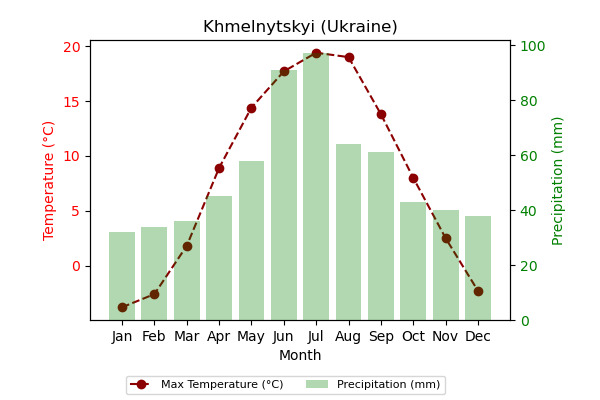 Khmelnytskyi (Ukraine)
20
15
10
5
0
Temperature (°C)
100
80
60
40
20
0
Precipitation (mm)
Jan Feb Mar Apr May Jun Jul Aug Sep Oct Nov Dec
Month
Max Temperature (°C) Precipitation (mm)